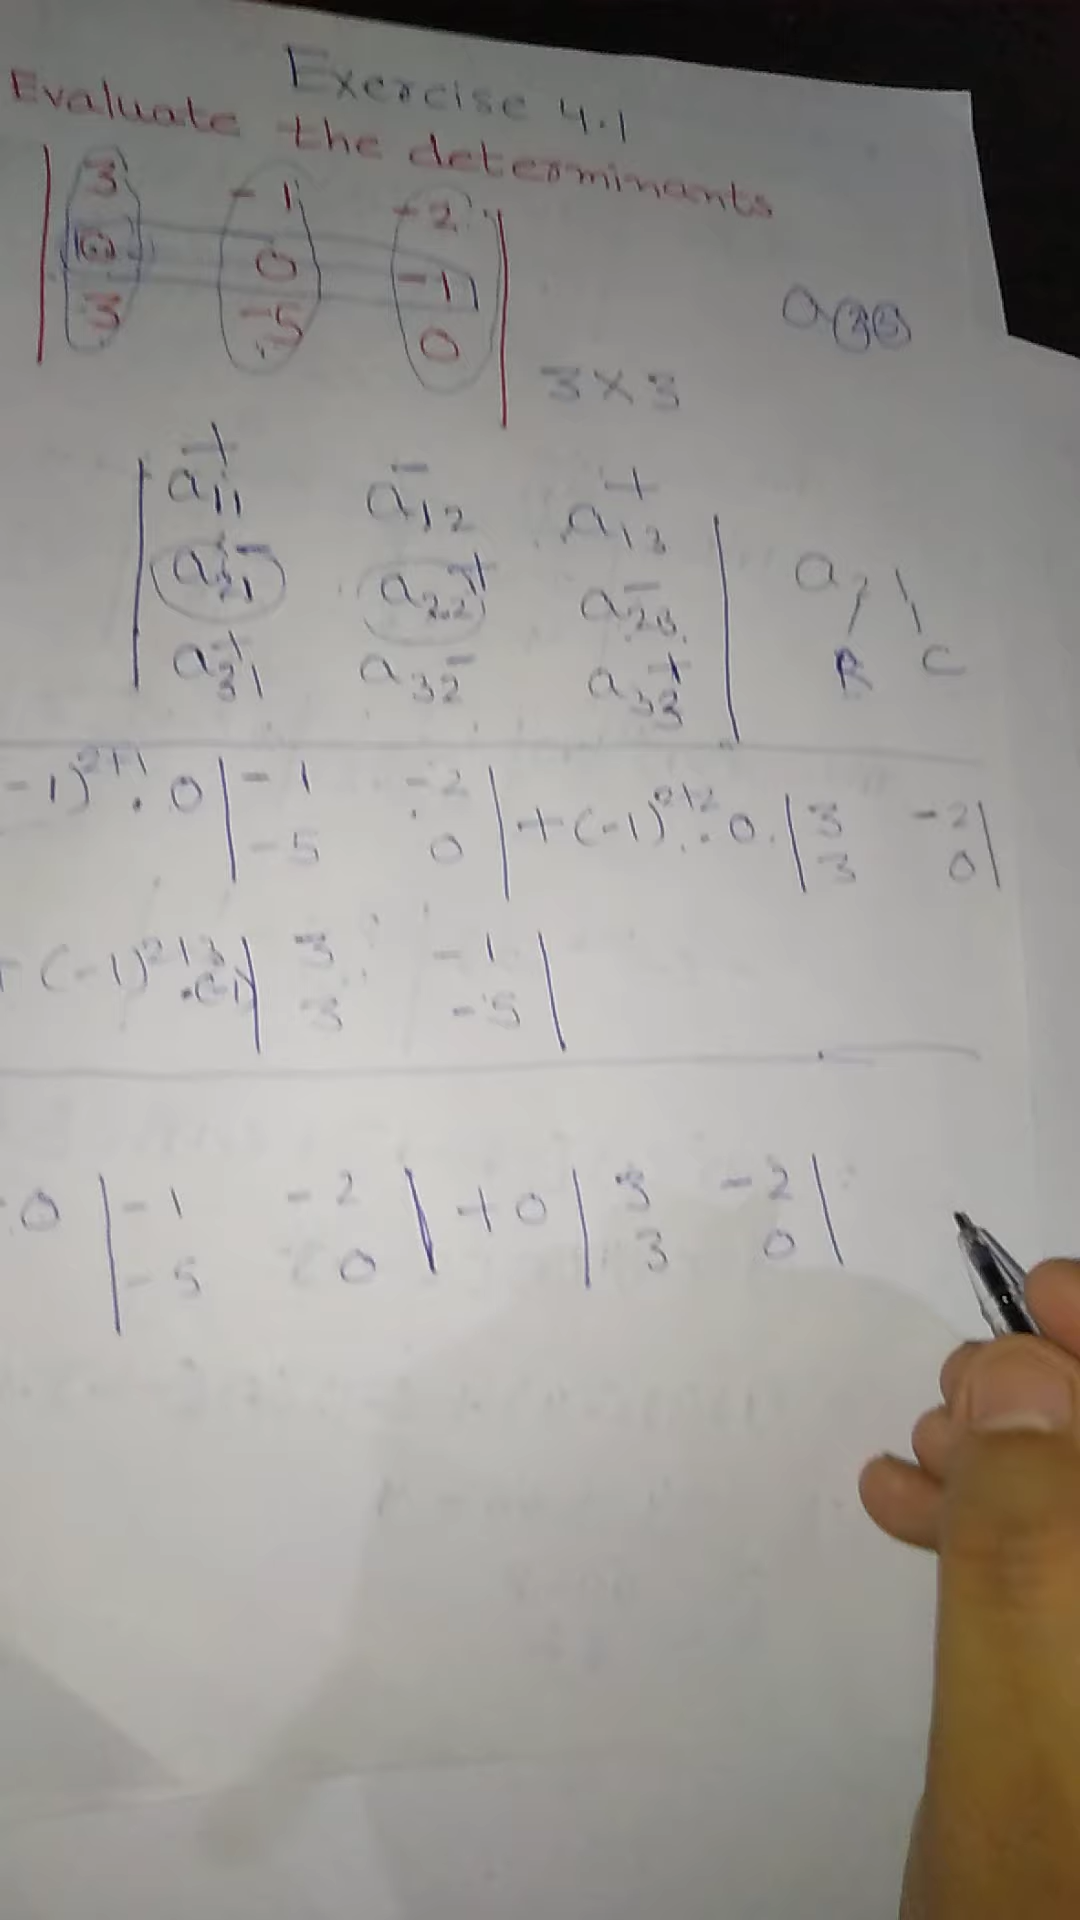 Exercise 4.1
Evaluate the determinants
| 3 -1 -2 |
| 0 0 -1 |
| 3 -5 0 | 3×3
| a11+ a12- a13+ |
| a21- a22+ a23- | a
| a31+ a32- a33+ | R C
-1)^2+1 . 0 | -1 -2 | + (-1)^2+2 . 0 . | 3 -2 |
| -5 0 | | 3 0 |
+ (-1)^2+3 .(-1) | 3 -1 |
| 3 -5 |
0 | -1 -2 | + 0 | 3 -2 |
| -5 0 | | 3 0 |